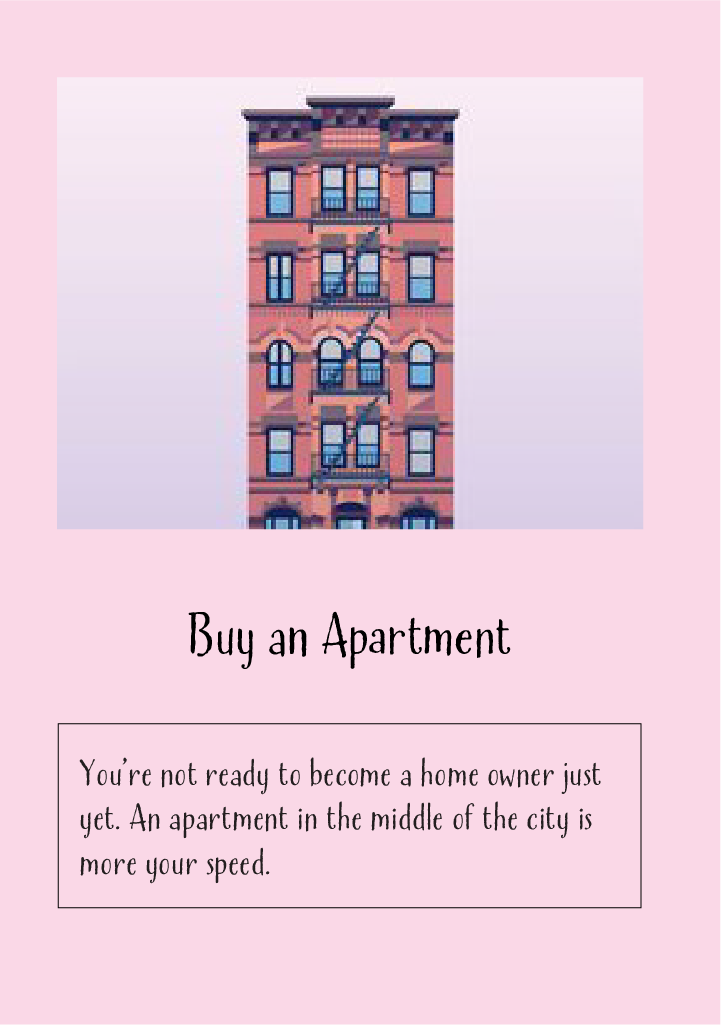 Buy an Apartment
You're not ready to become a home owner just
yet. An apartment in the middle of the city is
more your speed.